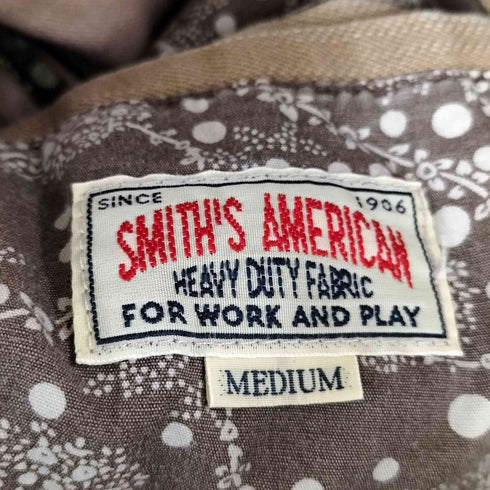 SINCE 1906
SMITH'S AMERICAN
HEAVY DUTY FABRIC
FOR WORK AND PLAY
MEDIUM